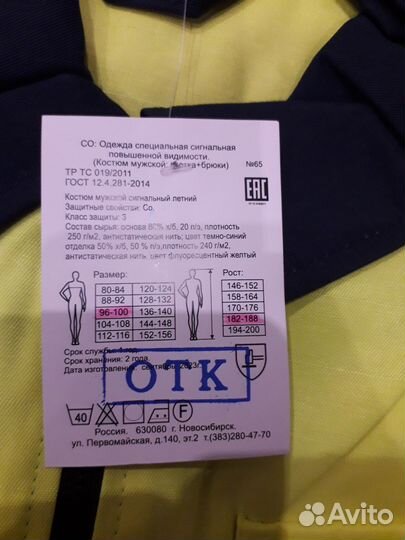 СО: Одежда специальная сигнальная
повышенной видимости.
(Костюм мужской: куртка+брюки) №65
ТР ТС 019/2011
ГОСТ 12.4.281-2014
ЕАС
Костюм мужской сигнальный летний
Защитные свойства: Со.
Класс защиты: 3
Состав сырья: основа 80% х/б, 20 п/э, плотность
250 г/м2, антистатическая нить; цвет темно-синий
отделка 50% х/б, 50 % п/э,плотность 240 г/м2,
антистатическая нить, цвет флуоресцентный желтый
Размер: Рост:
80-84 120-124 146-152
88-92 128-132 158-164
96-100 136-140 170-176
104-108 144-148 182-188
112-116 152-156 194-200
Срок службы 1 год.
Срок хранения: 2 года.
Дата изготовления: сентябрь 2023г
ОТК
40 F
Россия. 630080 г. Новосибирск.
ул. Первомайская, д.140, эт.2 т.(383)280-47-70
Avito